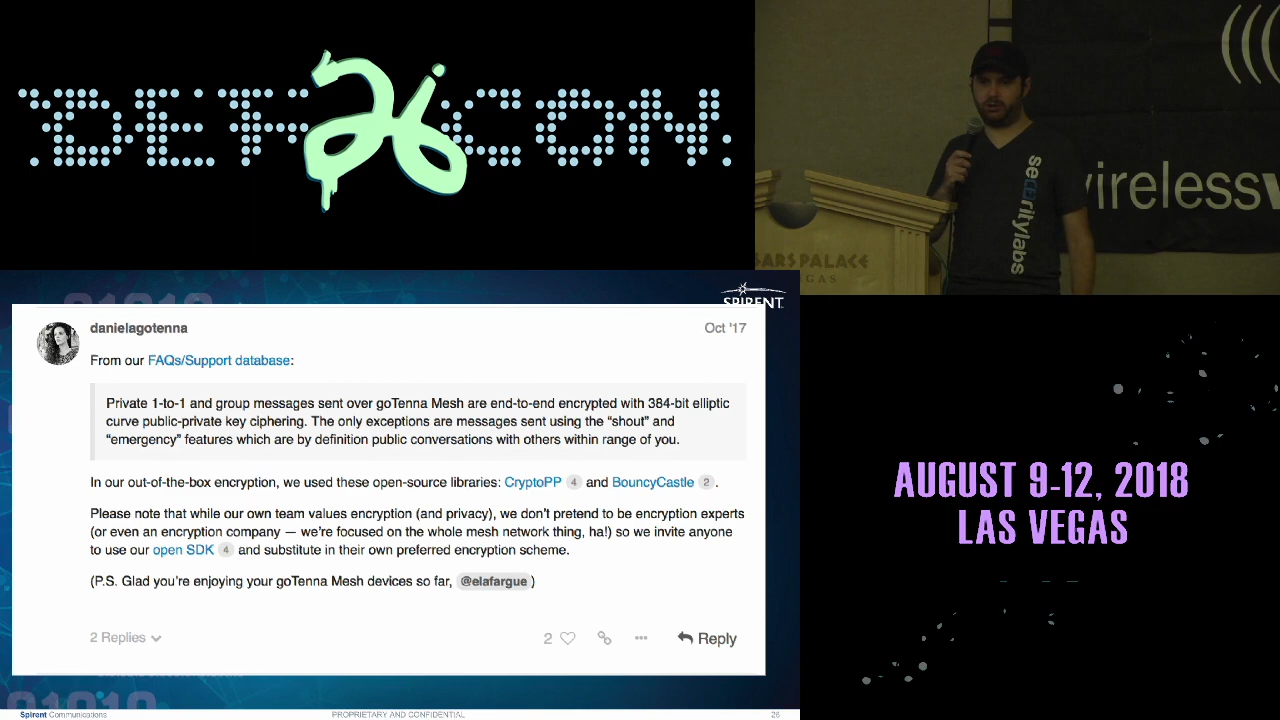 DEF CON
26
securitylabs
wireless
PALACE
GAS
SPIRENT
danielagotenna
Oct '17
From our FAQs/Support database:
Private 1-to-1 and group messages sent over goTenna Mesh are end-to-end encrypted with 384-bit elliptic
curve public-private key ciphering. The only exceptions are messages sent using the “shout” and
“emergency” features which are by definition public conversations with others within range of you.
In our out-of-the-box encryption, we used these open-source libraries: CryptoPP 4 and BouncyCastle 2 .
Please note that while our own team values encryption (and privacy), we don’t pretend to be encryption experts
(or even an encryption company — we’re focused on the whole mesh network thing, ha!) so we invite anyone
to use our open SDK 4 and substitute in their own preferred encryption scheme.
(P.S. Glad you’re enjoying your goTenna Mesh devices so far, @elafargue )
2 Replies
2
Reply
Spirent Communications
PROPRIETARY AND CONFIDENTIAL
26
AUGUST 9-12, 2018
LAS VEGAS